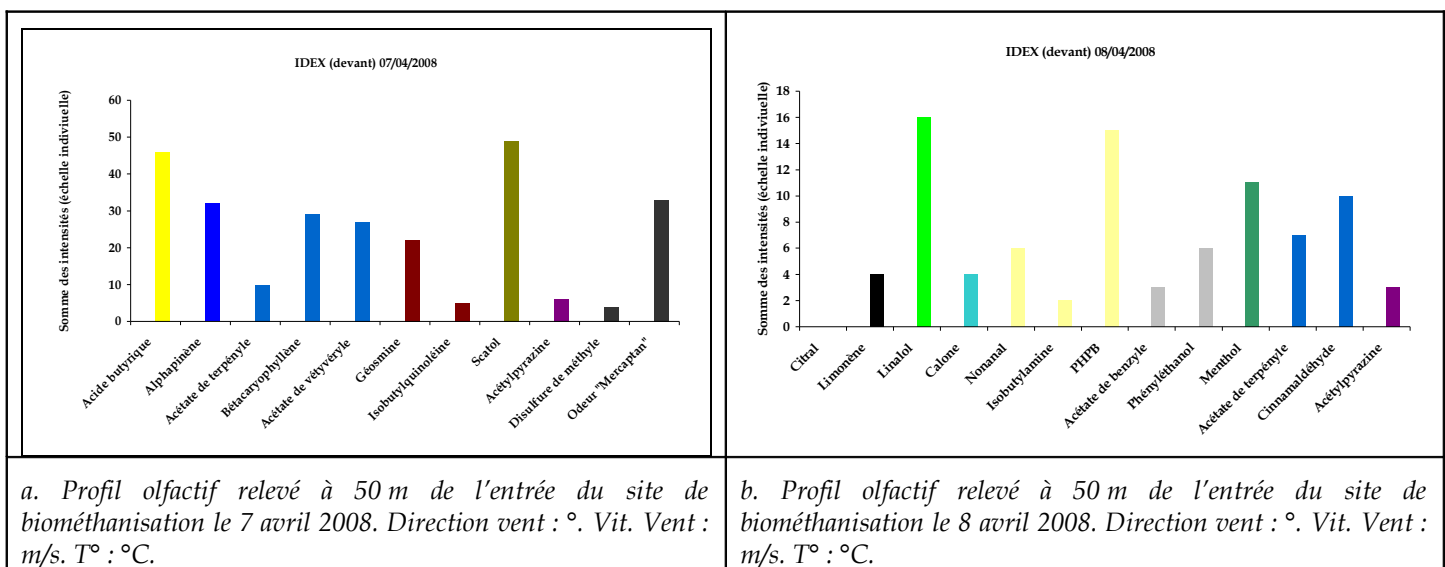 IDEX (devant) 07/04/2008
Somme des intensités (échelle indiviuelle)
60
50
40
30
20
10
0
Acide butyrique
Alphapinène
Acétate de terpényle
Bétacaryophyllène
Acétate de vétyvéryle
Géosmine
Isobutylquinoléine
Scatol
Acétylpyrazine
Disulfure de méthyle
Odeur "Mercaptan"
IDEX (devant) 08/04/2008
Somme des intensités (échelle indiviuelle)
18
16
14
12
10
8
6
4
2
0
Citral
Limonène
Linalol
Calone
Nonanal
Isobutylamine
PHPB
Acétate de benzyle
Phényléthanol
Menthol
Acétate de terpényle
Cinnamaldéhyde
Acétylpyrazine
a. Profil olfactif relevé à 50 m de l'entrée du site de
biométhanisation le 7 avril 2008. Direction vent : °. Vit. Vent :
m/s. T° : °C.
b. Profil olfactif relevé à 50 m de l'entrée du site de
biométhanisation le 8 avril 2008. Direction vent : °. Vit. Vent :
m/s. T° : °C.